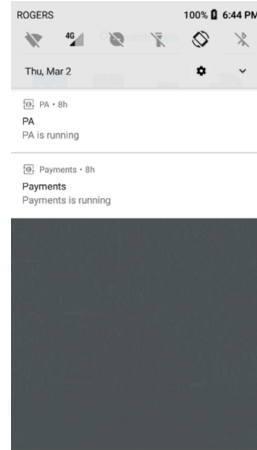 ROGERS 100% 6:44 PM
4G
Thu, Mar 2
PA • 8h
PA
PA is running
Payments • 8h
Payments
Payments is running